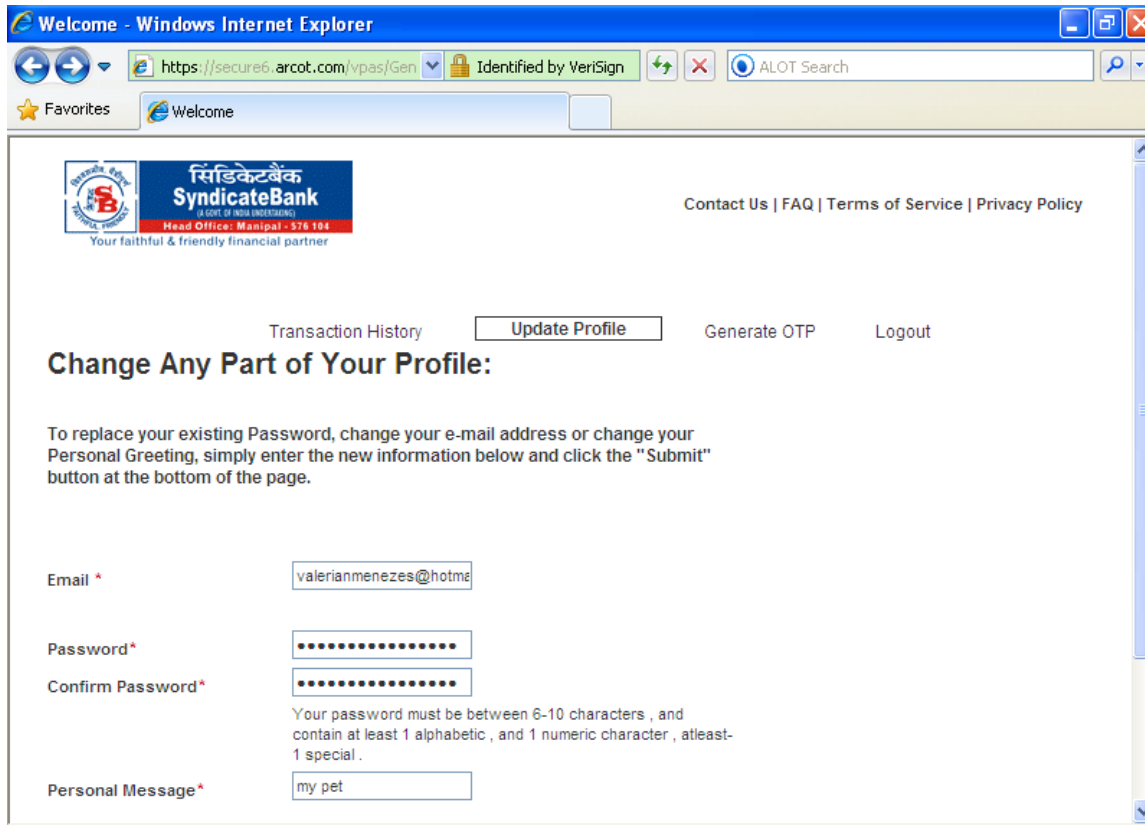 Welcome - Windows Internet Explorer
https://secure6.arcot.com/vpas/Gen Identified by VeriSign ALOT Search
Favorites Welcome
सिंडिकेटबैंक
SyndicateBank
(A GOVT. OF INDIA UNDERTAKING)
Head Office: Manipal - 576 104
Your faithful & friendly financial partner
Contact Us | FAQ | Terms of Service | Privacy Policy
Transaction History Update Profile Generate OTP Logout
Change Any Part of Your Profile:
To replace your existing Password, change your e-mail address or change your
Personal Greeting, simply enter the new information below and click the "Submit"
button at the bottom of the page.
Email * valerianmenezes@hotma
Password* ••••••••••••••••
Confirm Password* ••••••••••••••••
Your password must be between 6-10 characters , and
contain at least 1 alphabetic , and 1 numeric character , atleast-
1 special .
Personal Message* my pet